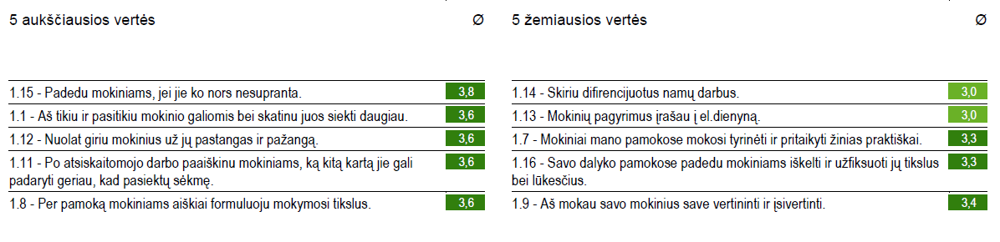 5 aukščiausios vertės Ø
1.15 - Padedu mokiniams, jei jie ko nors nesupranta. 3,8
1.1 - Aš tikiu ir pasitikiu mokinio galiomis bei skatinu juos siekti daugiau. 3,6
1.12 - Nuolat giriu mokinius už jų pastangas ir pažangą. 3,6
1.11 - Po atsiskaitomojo darbo paaiškinu mokiniams, ką kitą kartą jie gali 3,6
padaryti geriau, kad pasiektų sėkmę.
1.8 - Per pamoką mokiniams aiškiai formuluoju mokymosi tikslus. 3,6
5 žemiausios vertės Ø
1.14 - Skiriu difirencijuotus namų darbus. 3,0
1.13 - Mokinių pagyrimus įrašau į el.dienyną. 3,0
1.7 - Mokiniai mano pamokose mokosi tyrinėti ir pritaikyti žinias praktiškai. 3,3
1.16 - Savo dalyko pamokose padedu mokiniams iškelti ir užfiksuoti jų tikslus 3,3
bei lūkesčius.
1.9 - Aš mokau savo mokinius save vertininti ir įsivertinti. 3,4